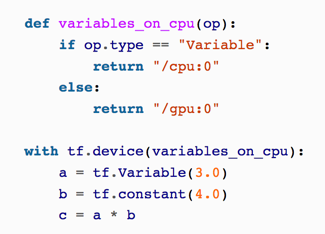 def variables_on_cpu(op):
    if op.type == "Variable":
        return "/cpu:0"
    else:
        return "/gpu:0"

with tf.device(variables_on_cpu):
    a = tf.Variable(3.0)
    b = tf.constant(4.0)
    c = a * b